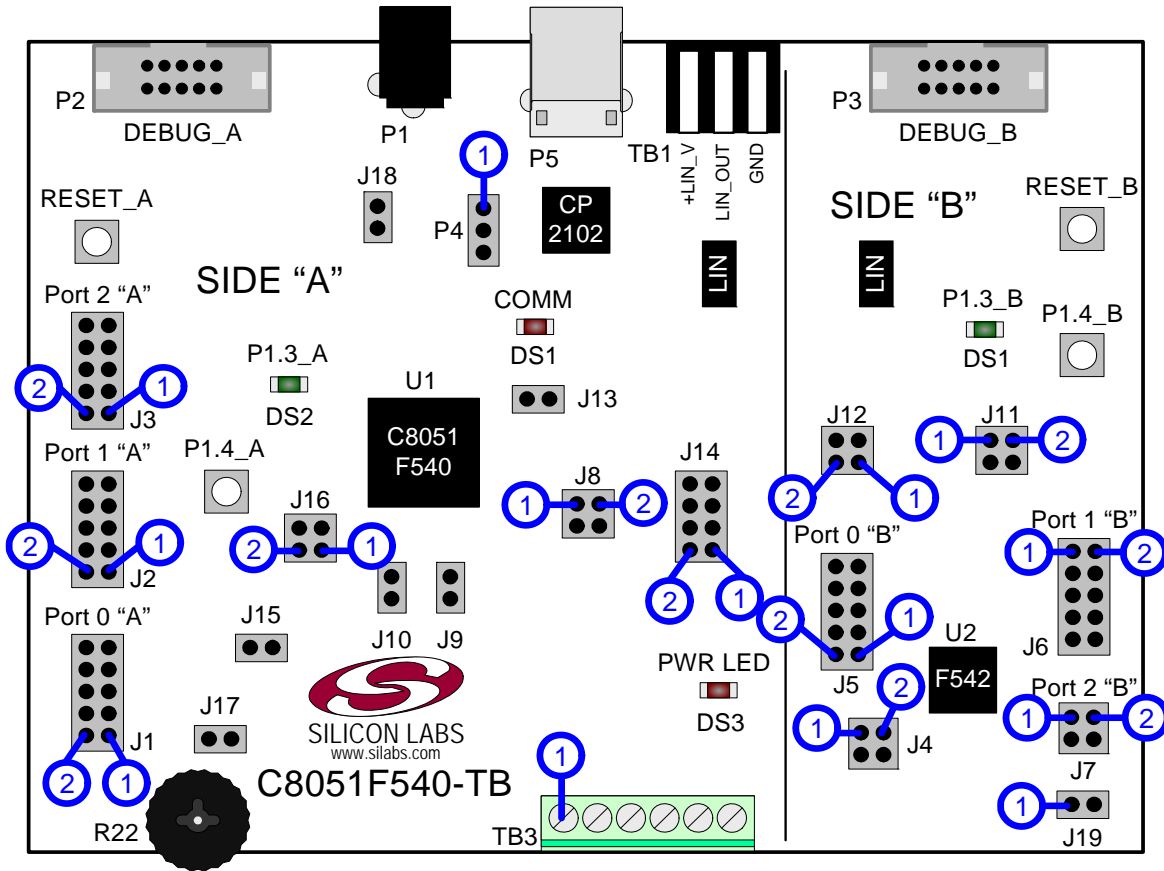 P2
DEBUG_A
P1
P5
TB1
+LIN_V
LIN_OUT
GND
P3
DEBUG_B
RESET_A
J18
1
P4
CP
2102
SIDE “A”
LIN
SIDE “B”
LIN
RESET_B
Port 2 “A”
2
1
J3
P1.3_A
DS2
COMM
DS1
P1.3_B
DS1
P1.4_B
U1
C8051
F540
J13
Port 1 “A”
2
1
J2
P1.4_A
J16
2
1
J8
1
2
J14
2
1
J12
2
1
J11
1
2
Port 0 “B”
2
1
J5
Port 1 “B”
1
2
J6
Port 0 “A”
2
1
J1
J15
J10
J9
J17
SILICON LABS
www.silabs.com
C8051F540-TB
PWR LED
DS3
U2
F542
1
2
J4
Port 2 “B”
1
2
J7
R22
1
TB3
1
J19